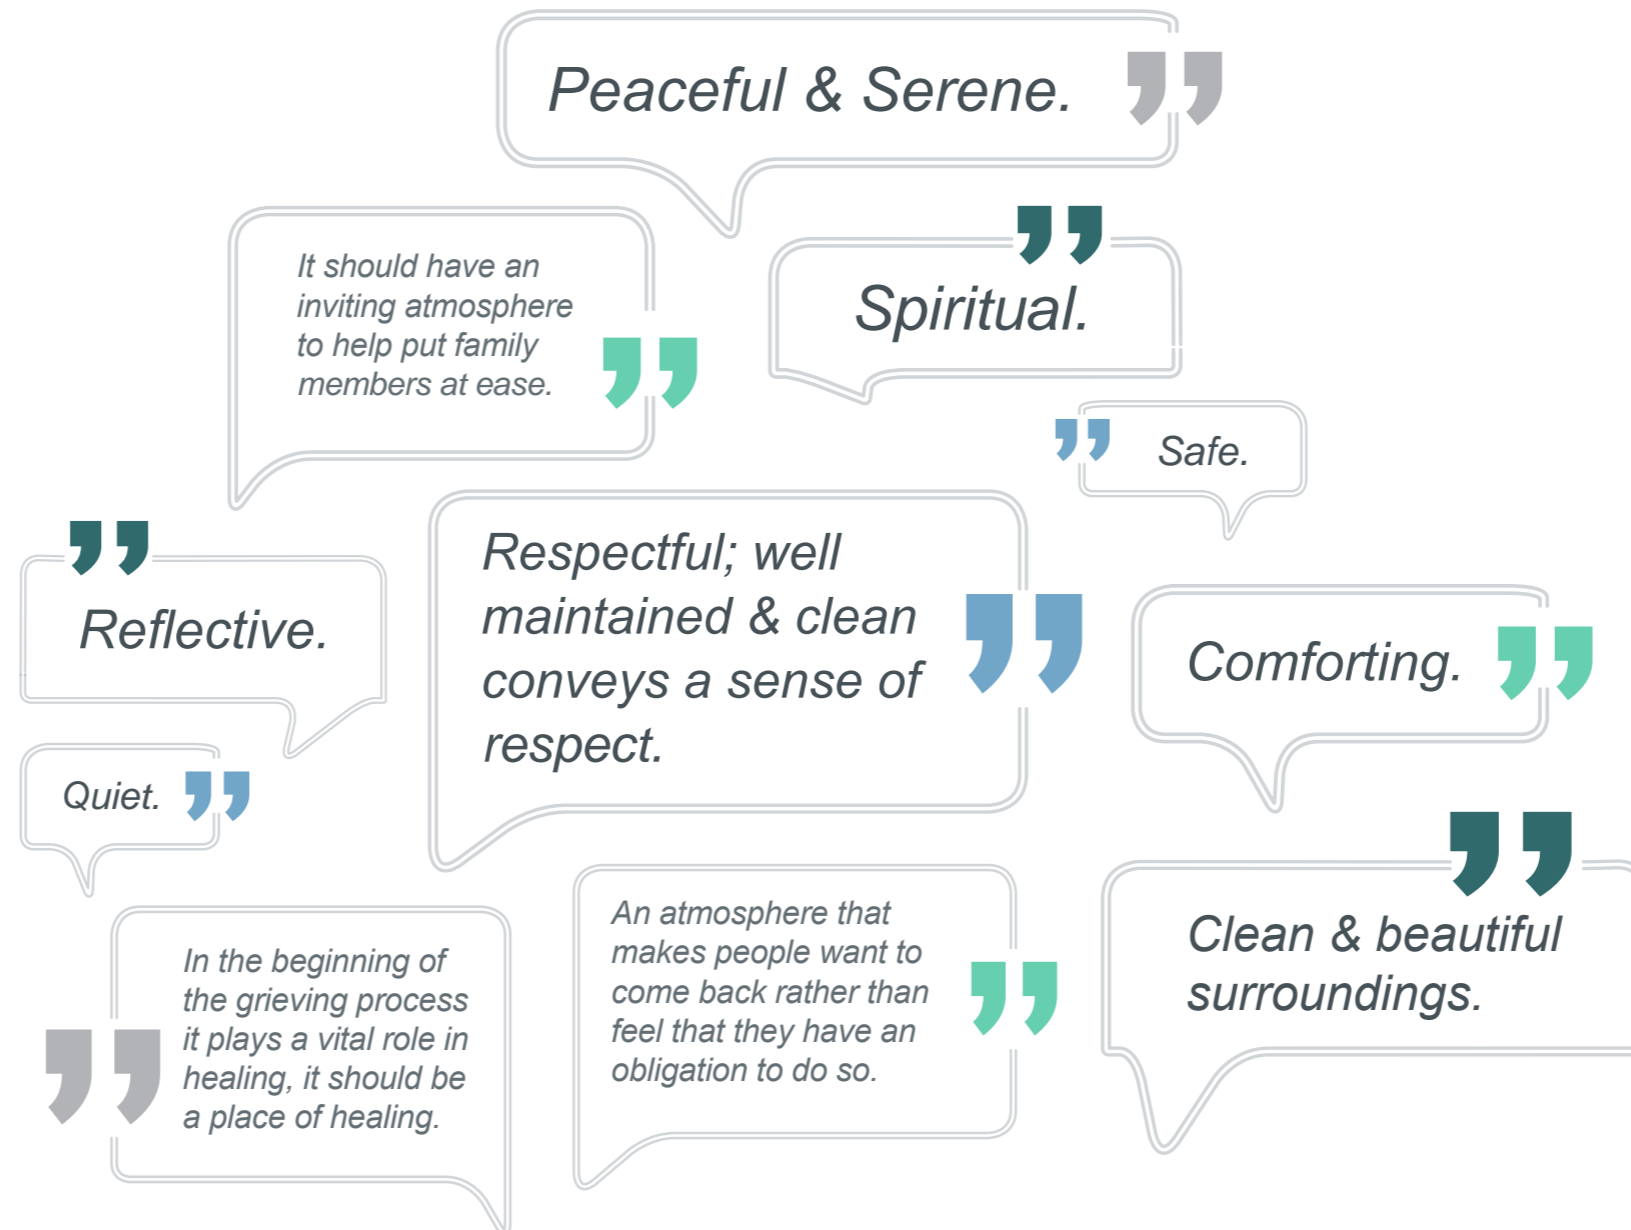 Peaceful & Serene.
It should have an
inviting atmosphere
to help put family
members at ease.
Spiritual.
Safe.
Reflective.
Respectful; well
maintained & clean
conveys a sense of
respect.
Comforting.
Quiet.
In the beginning of
the grieving process
it plays a vital role in
healing, it should be
a place of healing.
An atmosphere that
makes people want to
come back rather than
feel that they have an
obligation to do so.
Clean & beautiful
surroundings.